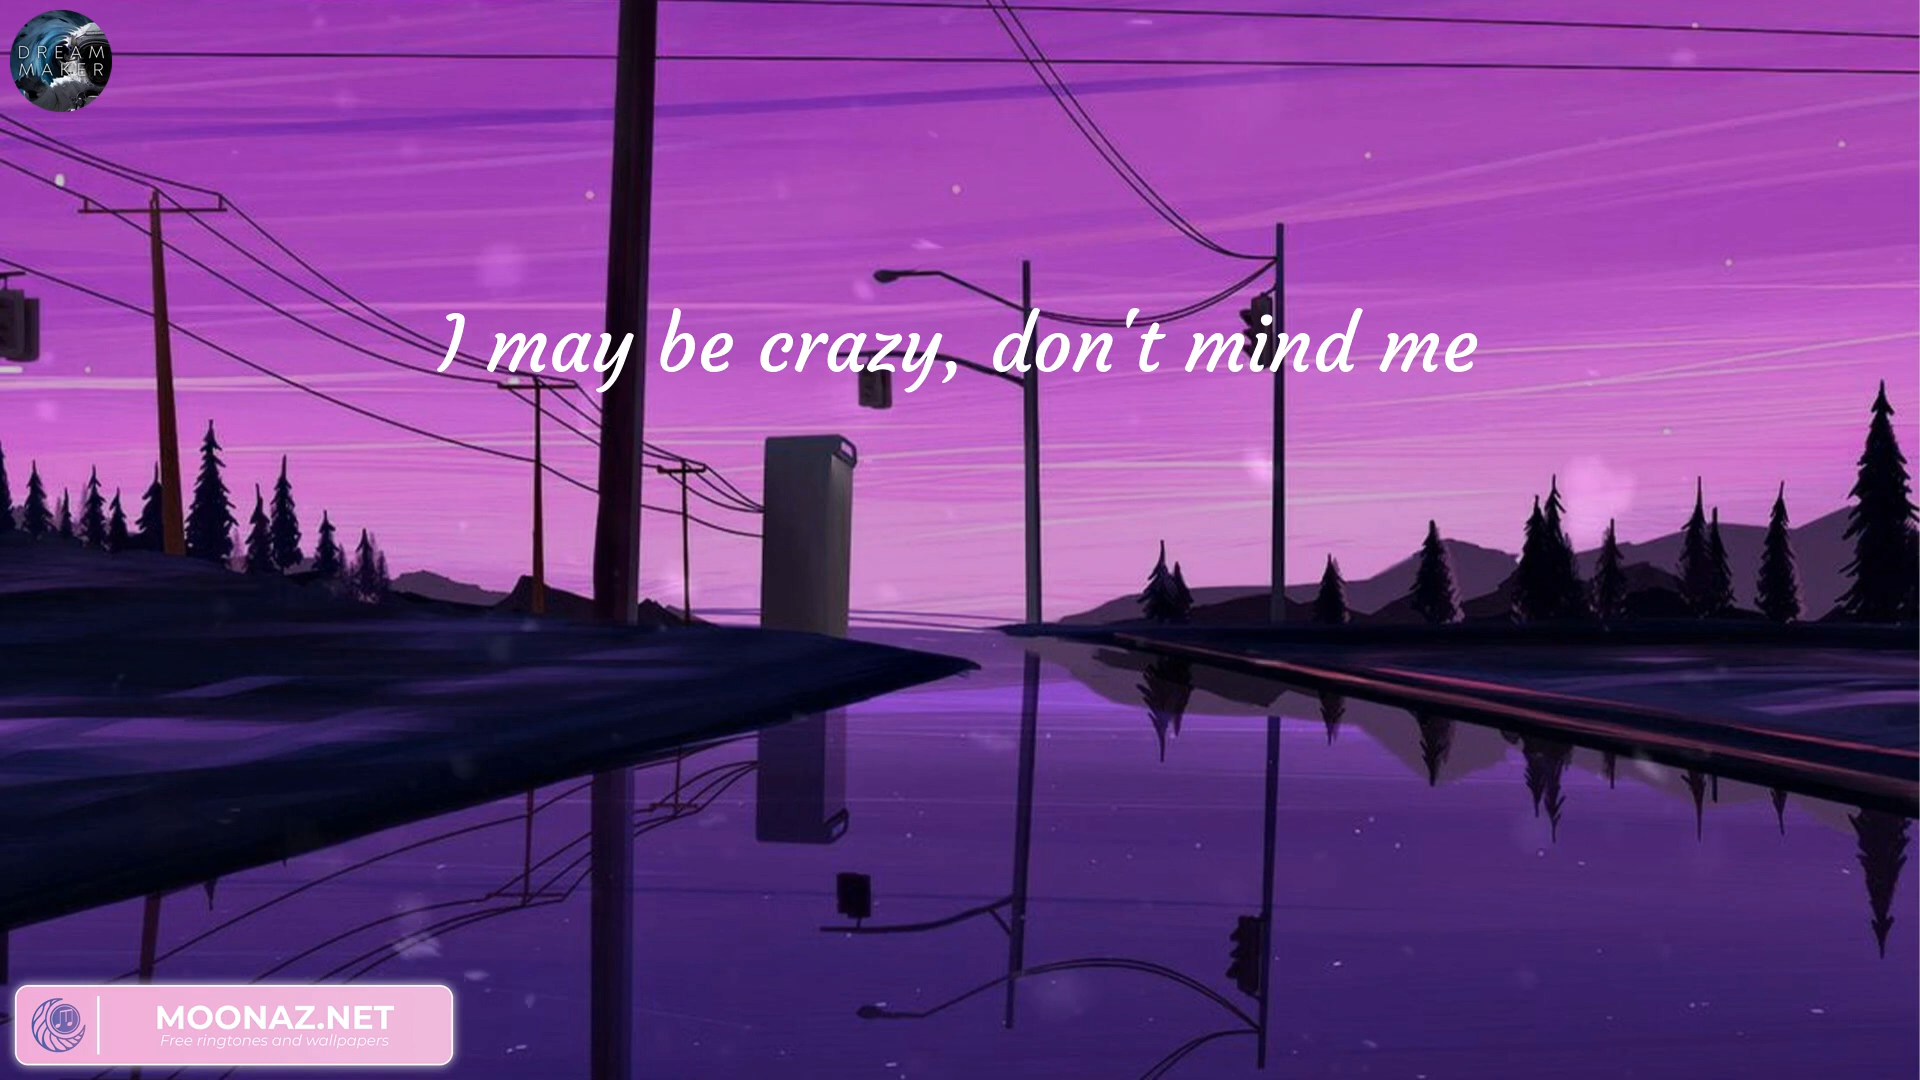 DREAM
MAKER
I may be crazy, don't mind me
MOONAZ.NET
Free ringtones and wallpapers